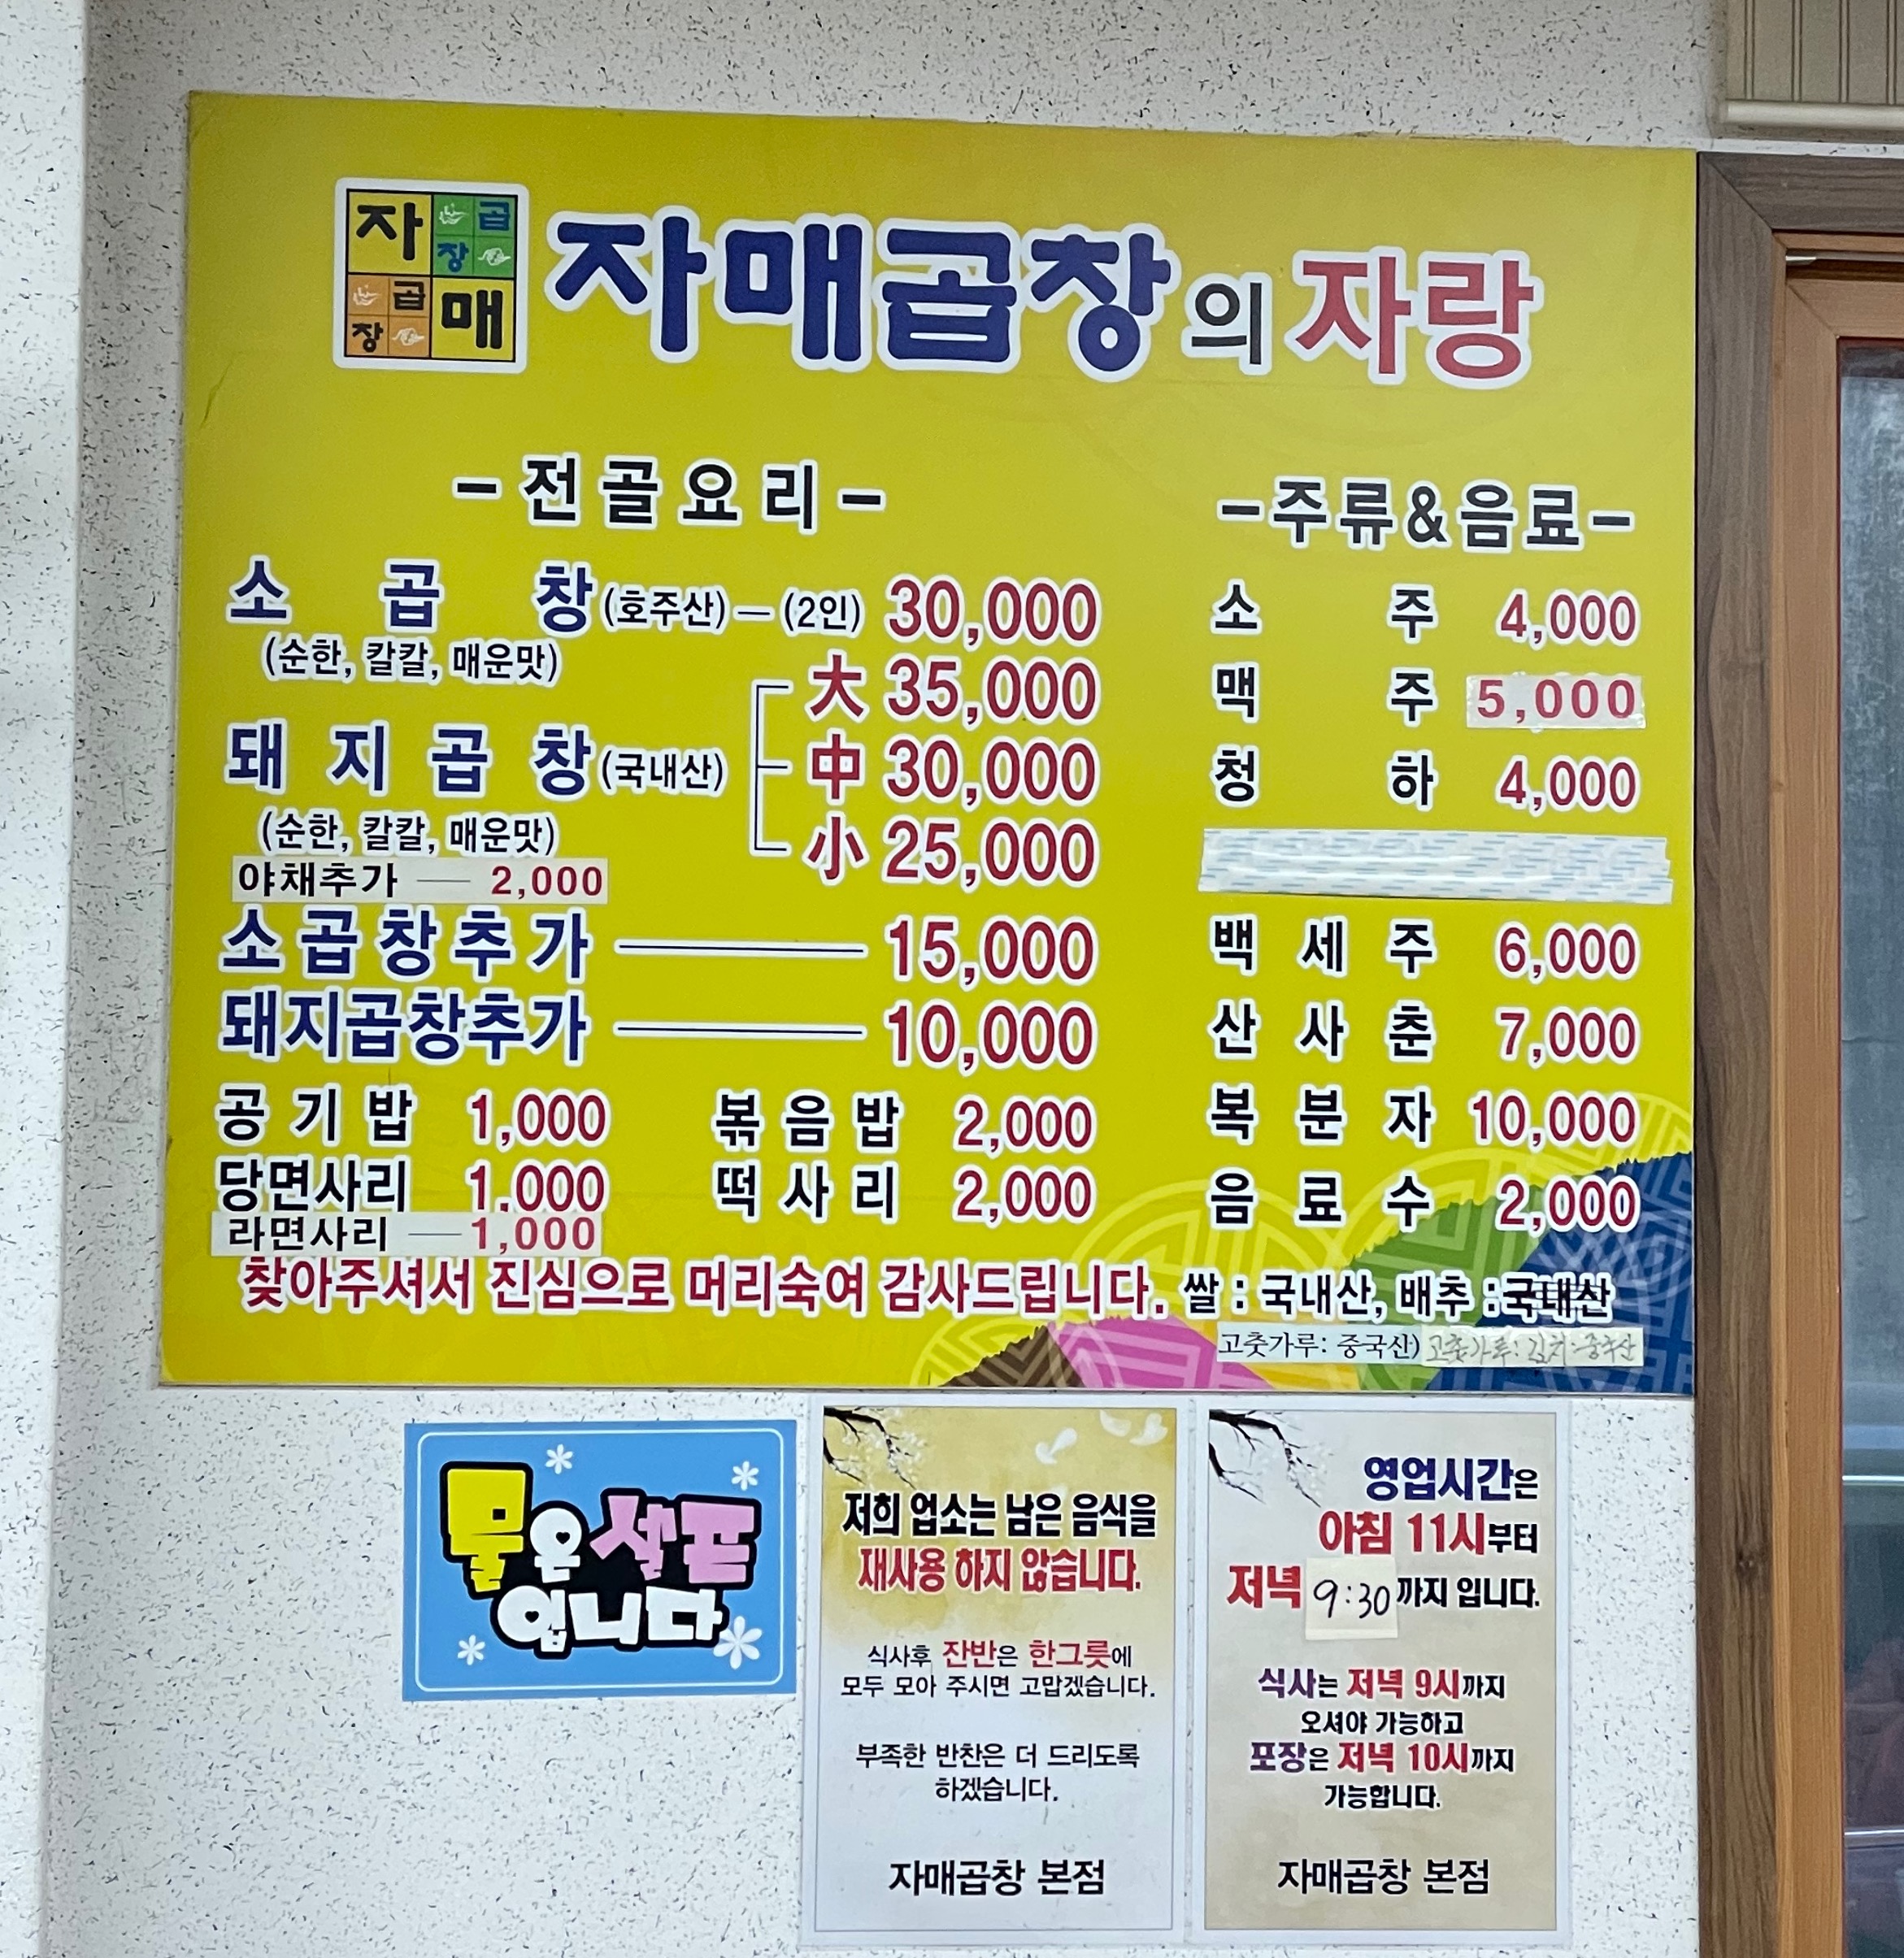 자 곱 창
곱 창 매
자매곱창의 자랑
-전골요리-
소 곱 창 (호주산) — (2인) 30,000
(순한, 칼칼, 매운맛)
돼 지 곱 창 (국내산)
大 35,000
中 30,000
小 25,000
(순한, 칼칼, 매운맛)
야채추가 — 2,000
소곱창추가 — 15,000
돼지곱창추가 — 10,000
공기밥 1,000 볶음밥 2,000
당면사리 1,000 떡사리 2,000
라면사리 — 1,000
-주류&음료-
소 주 4,000
맥 주 5,000
청 하 4,000
백 세 주 6,000
산 사 춘 7,000
복 분 자 10,000
음 료 수 2,000
찾아주셔서 진심으로 머리숙여 감사드립니다. 쌀 : 국내산, 배추 : 국내산
고춧가루: 중국산) 고춧가루: 김치-중국산
물은 셀프
입니다
저희 업소는 남은 음식을
재사용 하지 않습니다.
식사후 잔반은 한그릇에
모두 모아 주시면 고맙겠습니다.
부족한 반찬은 더 드리도록
하겠습니다.
자매곱창 본점
영업시간은
아침 11시부터
저녁 9:30까지 입니다.
식사는 저녁 9시까지
오셔야 가능하고
포장은 저녁 10시까지
가능합니다.
자매곱창 본점